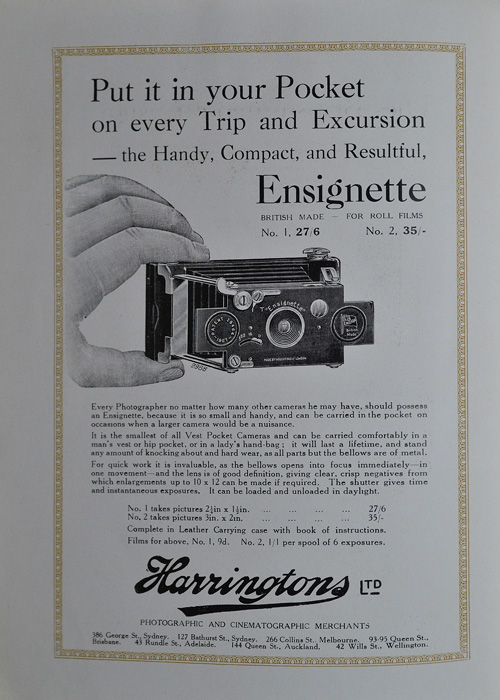 Put it in your Pocket
on every Trip and Excursion
— the Handy, Compact, and Resultful,
Ensignette
BRITISH MADE — FOR ROLL FILMS
No. 1, 27/6 No. 2, 35/-
Ensignette
Every Photographer no matter how many other cameras he may have, should possess
an Ensignette, because it is so small and handy, and can be carried in the pocket on
occasions when a larger camera would be a nuisance.
It is the smallest of all Vest Pocket Cameras and can be carried comfortably in a
man's vest or hip pocket, or in a lady's hand-bag; it will last a lifetime, and stand
any amount of knocking about and hard wear, as all parts but the bellows are of metal.
For quick work it is invaluable, as the bellows opens into focus immediately—in
one movement—and the lens is of good definition, giving clear, crisp negatives from
which enlargements up to 10 x 12 can be made if required. The shutter gives time
and instantaneous exposures. It can be loaded and unloaded in daylight.
No. 1 takes pictures 2¼in x 1½in. ... ... ... 27/6
No. 2 takes pictures 3in. x 2in. ... ... ... 35/-
Complete in Leather Carrying case with book of instructions.
Films for above, No. 1, 9d. No. 2, 1/1 per spool of 6 exposures.
Harringtons LTD
PHOTOGRAPHIC AND CINEMATOGRAPHIC MERCHANTS
386 George St., Sydney. 127 Bathurst St., Sydney. 266 Collins St. Melbourne. 93-95 Queen St.,
Brisbane. 43 Rundle St., Adelaide. 144 Queen St., Auckland. 42 Wills St., Wellington.